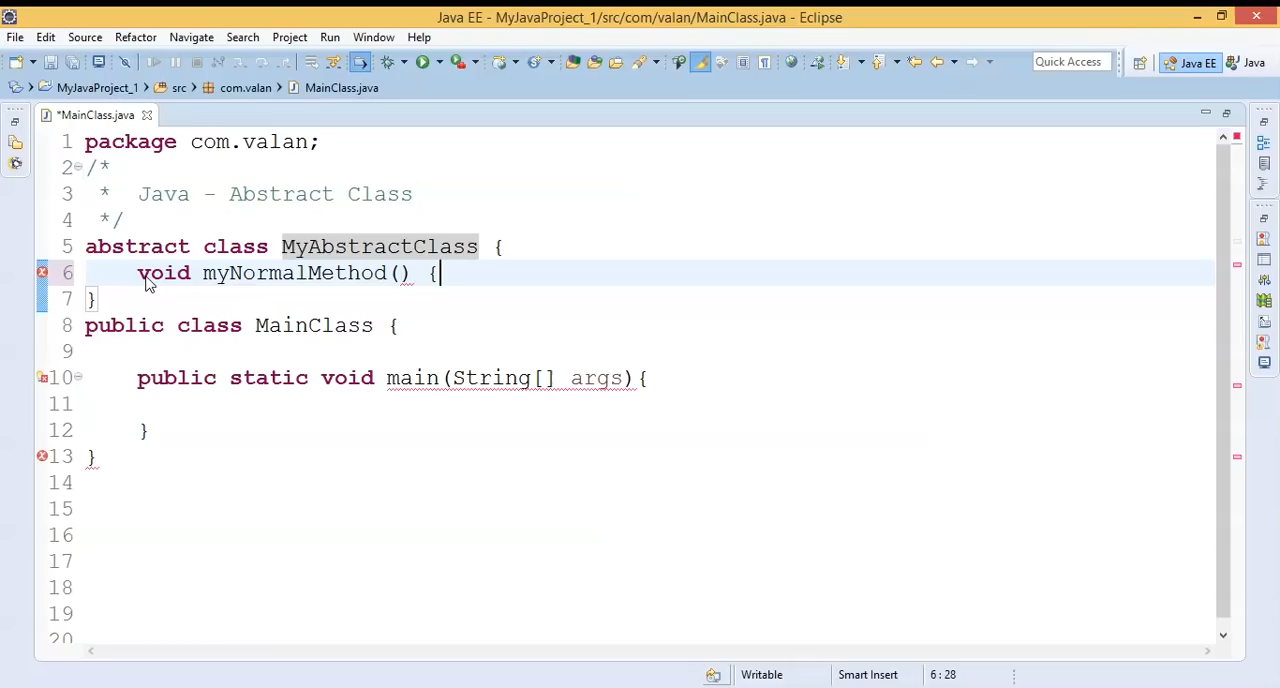 Java EE - MyJavaProject_1/src/com/valan/MainClass.java - Eclipse
File Edit Source Refactor Navigate Search Project Run Window Help
Quick Access Java EE Java
MyJavaProject_1 src com.valan MainClass.java
*MainClass.java
1 package com.valan;
2 /*
3 * Java - Abstract Class
4 */
5 abstract class MyAbstractClass {
6 void myNormalMethod() {
7 }
8 public class MainClass {
9
10 public static void main(String[] args){
11
12 }
13 }
14
15
16
17
18
19
20
Writable Smart Insert 6 : 28